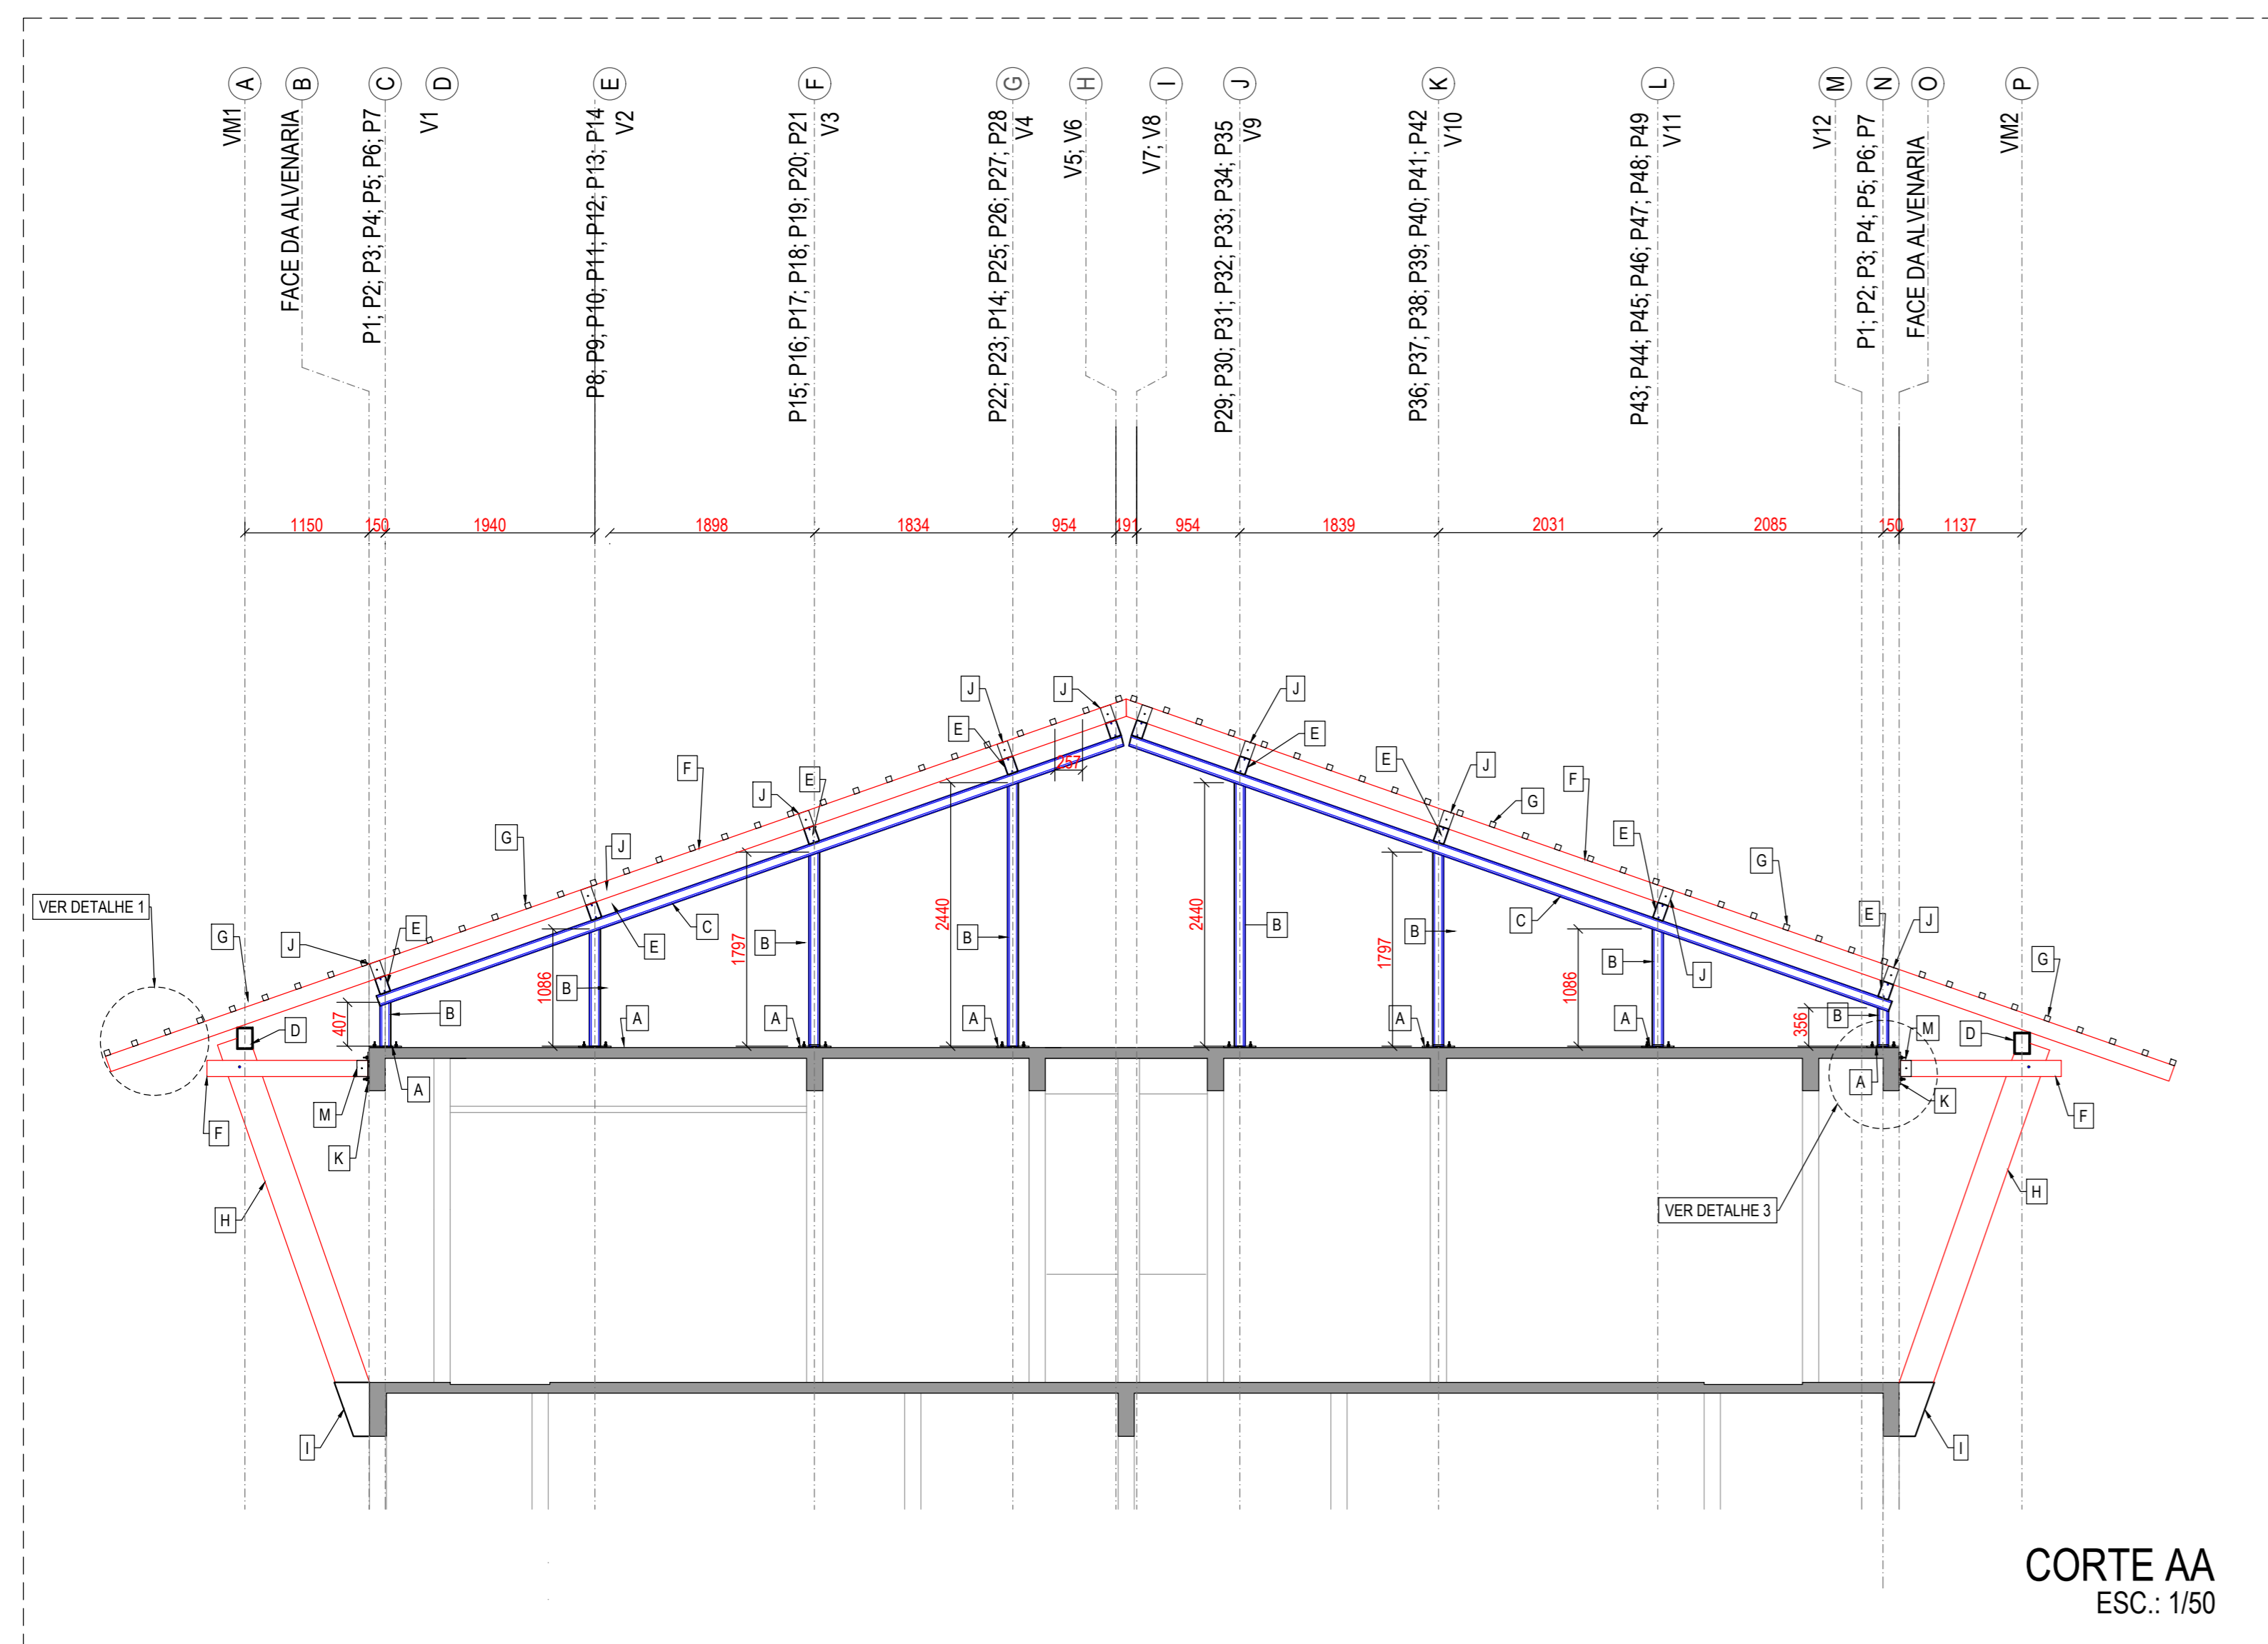 A
VM1
B
FACE DA ALVENARIA
C
P1; P2; P3; P4; P5; P6; P7
D
V1
E
P8; P9; P10; P11; P12; P13; P14
V2
F
P15; P16; P17; P18; P19; P20; P21
V3
G
P22; P23; P14; P25; P26; P27; P28
V4
H
V5; V6
I
V7; V8
J
P29; P30; P31; P32; P33; P34; P35
V9
K
P36; P37; P38; P39; P40; P41; P42
V10
L
P43; P44; P45; P46; P47; P48; P49
V11
M
V12
N
P1; P2; P3; P4; P5; P6; P7
O
FACE DA ALVENARIA
P
VM2
1150 150 1940 1898 1834 954 191 954 1839 2031 2085 150 1137
J J J
E E
257
F E E J F
J G
G J E G
2440 2440
VER DETALHE 1
C C
B B B B
1797 1797
G J E E J G
1086 B B 1086
407 B 356 B
D A A A A A A M D
M A A K
F F
K
H H
VER DETALHE 3
I I
CORTE AA
ESC.: 1/50